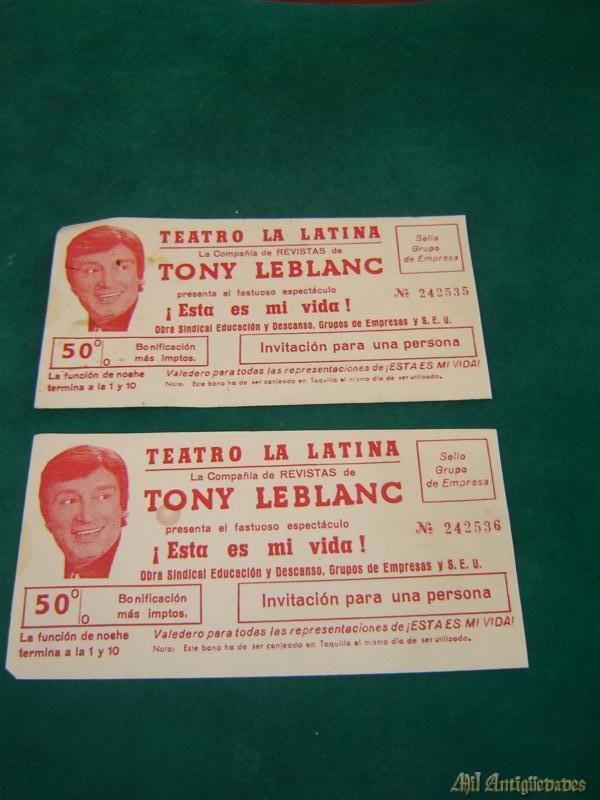 TEATRO LA LATINA
La Compañía de REVISTAS de
TONY LEBLANC
presenta el fastuoso espectáculo
¡Esta es mi vida!
Obra Sindical Educación y Descanso, Grupos de Empresas y S. E. U.
Sello
Grupo
de Empresa
Nº 242535
50%
Bonificación
más imptos.
Invitación para una persona
La función de noche
termina a la 1 y 10
Valedero para todas las representaciones de ¡ESTA ES MI VIDA!
Nota: Este bono ha de ser canjeado en Taquilla el mismo día de ser utilizado.
TEATRO LA LATINA
La Compañía de REVISTAS de
TONY LEBLANC
presenta el fastuoso espectáculo
¡Esta es mi vida!
Obra Sindical Educación y Descanso, Grupos de Empresas y S. E. U.
Sello
Grupo
de Empresa
Nº 242536
50%
Bonificación
más imptos.
Invitación para una persona
La función de noche
termina a la 1 y 10
Valedero para todas las representaciones de ¡ESTA ES MI VIDA!
Nota: Este bono ha de ser canjeado en Taquilla el mismo día de ser utilizado.
Mil Antigüedades